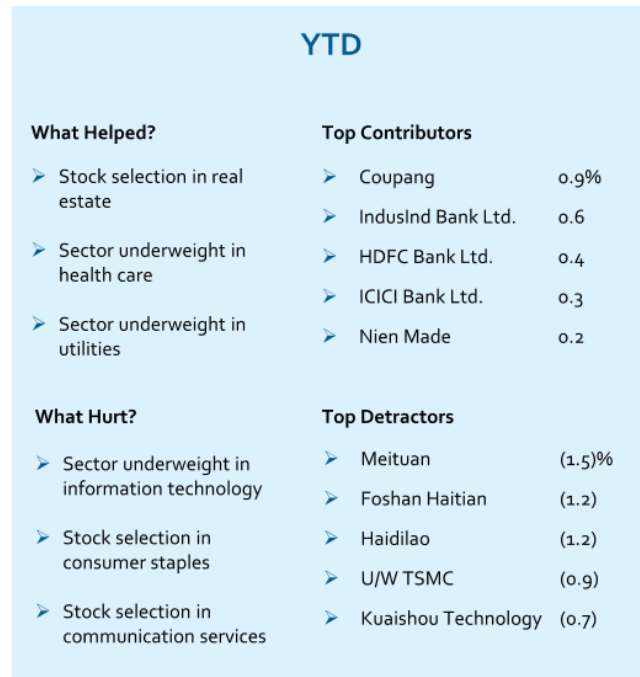 YTD
What Helped?
➢ Stock selection in real
estate
➢ Sector underweight in
health care
➢ Sector underweight in
utilities
Top Contributors
➢ Coupang 0.9%
➢ IndusInd Bank Ltd. 0.6
➢ HDFC Bank Ltd. 0.4
➢ ICICI Bank Ltd. 0.3
➢ Nien Made 0.2
What Hurt?
➢ Sector underweight in
information technology
➢ Stock selection in
consumer staples
➢ Stock selection in
communication services
Top Detractors
➢ Meituan (1.5)%
➢ Foshan Haitian (1.2)
➢ Haidilao (1.2)
➢ U/W TSMC (0.9)
➢ Kuaishou Technology (0.7)